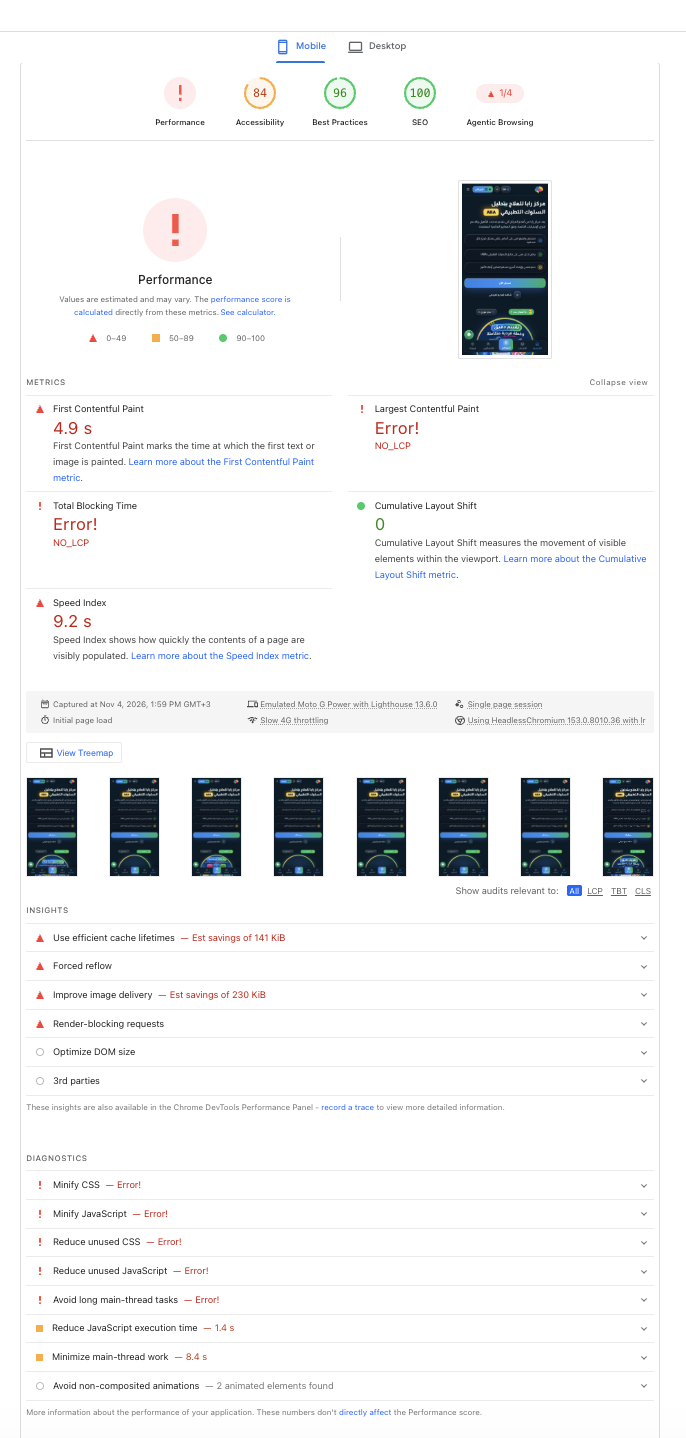 Mobile
Desktop
84
96
100
1/4
Performance
Accessibility
Best Practices
SEO
Agentic Browsing
Performance
Values are estimated and may vary. The performance score is
calculated directly from these metrics. See calculator.
0–49
50–89
90–100
مركز رابا للعلاج بتحليل
السلوك التطبيقي ABA
METRICS
Collapse view
First Contentful Paint
4.9 s
First Contentful Paint marks the time at which the first text or
image is painted. Learn more about the First Contentful Paint
metric.
Largest Contentful Paint
Error!
NO_LCP
Total Blocking Time
Error!
NO_LCP
Cumulative Layout Shift
0
Cumulative Layout Shift measures the movement of visible
elements within the viewport. Learn more about the Cumulative
Layout Shift metric.
Speed Index
9.2 s
Speed Index shows how quickly the contents of a page are
visibly populated. Learn more about the Speed Index metric.
Captured at Nov 4, 2026, 1:59 PM GMT+3
Emulated Moto G Power with Lighthouse 13.6.0
Single page session
Initial page load
Slow 4G throttling
Using HeadlessChromium 153.0.8010.36 with lr
View Treemap
Show audits relevant to: All LCP TBT CLS
INSIGHTS
Use efficient cache lifetimes — Est savings of 141 KiB
Forced reflow
Improve image delivery — Est savings of 230 KiB
Render-blocking requests
Optimize DOM size
3rd parties
These insights are also available in the Chrome DevTools Performance Panel - record a trace to view more detailed information.
DIAGNOSTICS
Minify CSS — Error!
Minify JavaScript — Error!
Reduce unused CSS — Error!
Reduce unused JavaScript — Error!
Avoid long main-thread tasks — Error!
Reduce JavaScript execution time — 1.4 s
Minimize main-thread work — 8.4 s
Avoid non-composited animations — 2 animated elements found
More information about the performance of your application. These numbers don't directly affect the Performance score.